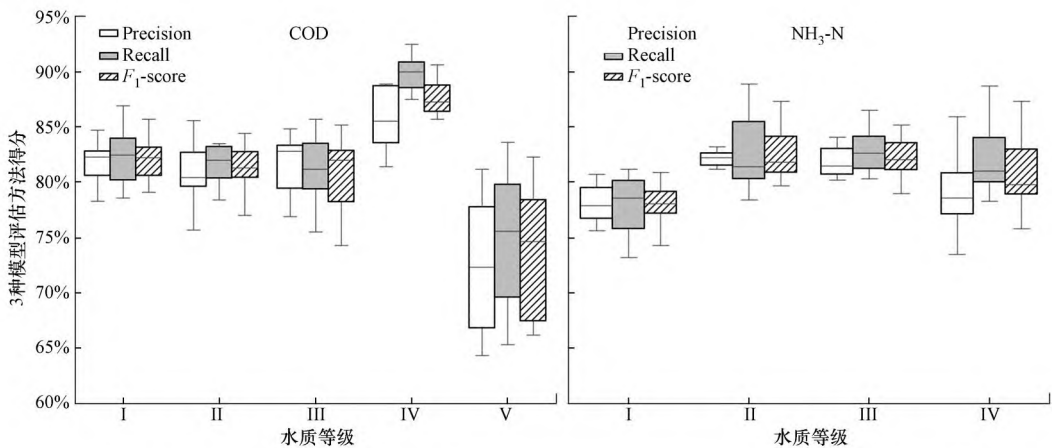 3种模型评估方法得分
95%
90%
85%
80%
75%
70%
65%
60%
COD
Precision
Recall
F₁-score
I
II
III
IV
V
水质等级
NH₃-N
Precision
Recall
F₁-score
I
II
III
IV
水质等级